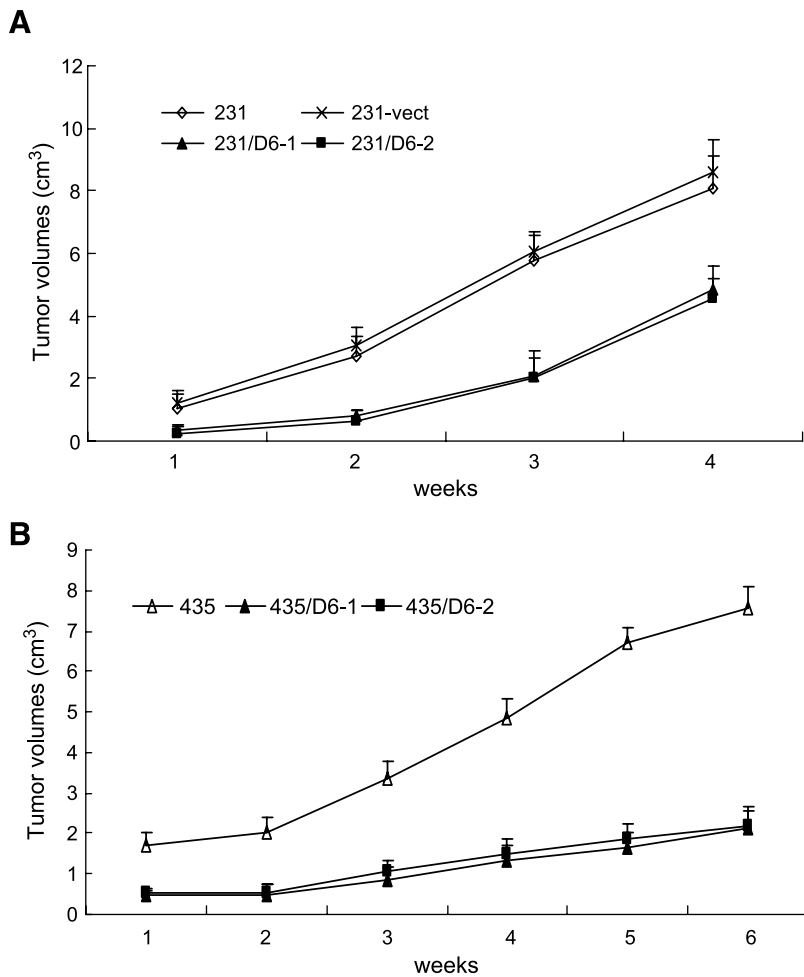 A
12
10
8
6
4
2
0
Tumor volumes (cm³)
231 231-vect
231/D6-1 231/D6-2
1 2 3 4
weeks
B
9
8
7
6
5
4
3
2
1
0
Tumor volumes (cm³)
435 435/D6-1 435/D6-2
1 2 3 4 5 6
weeks